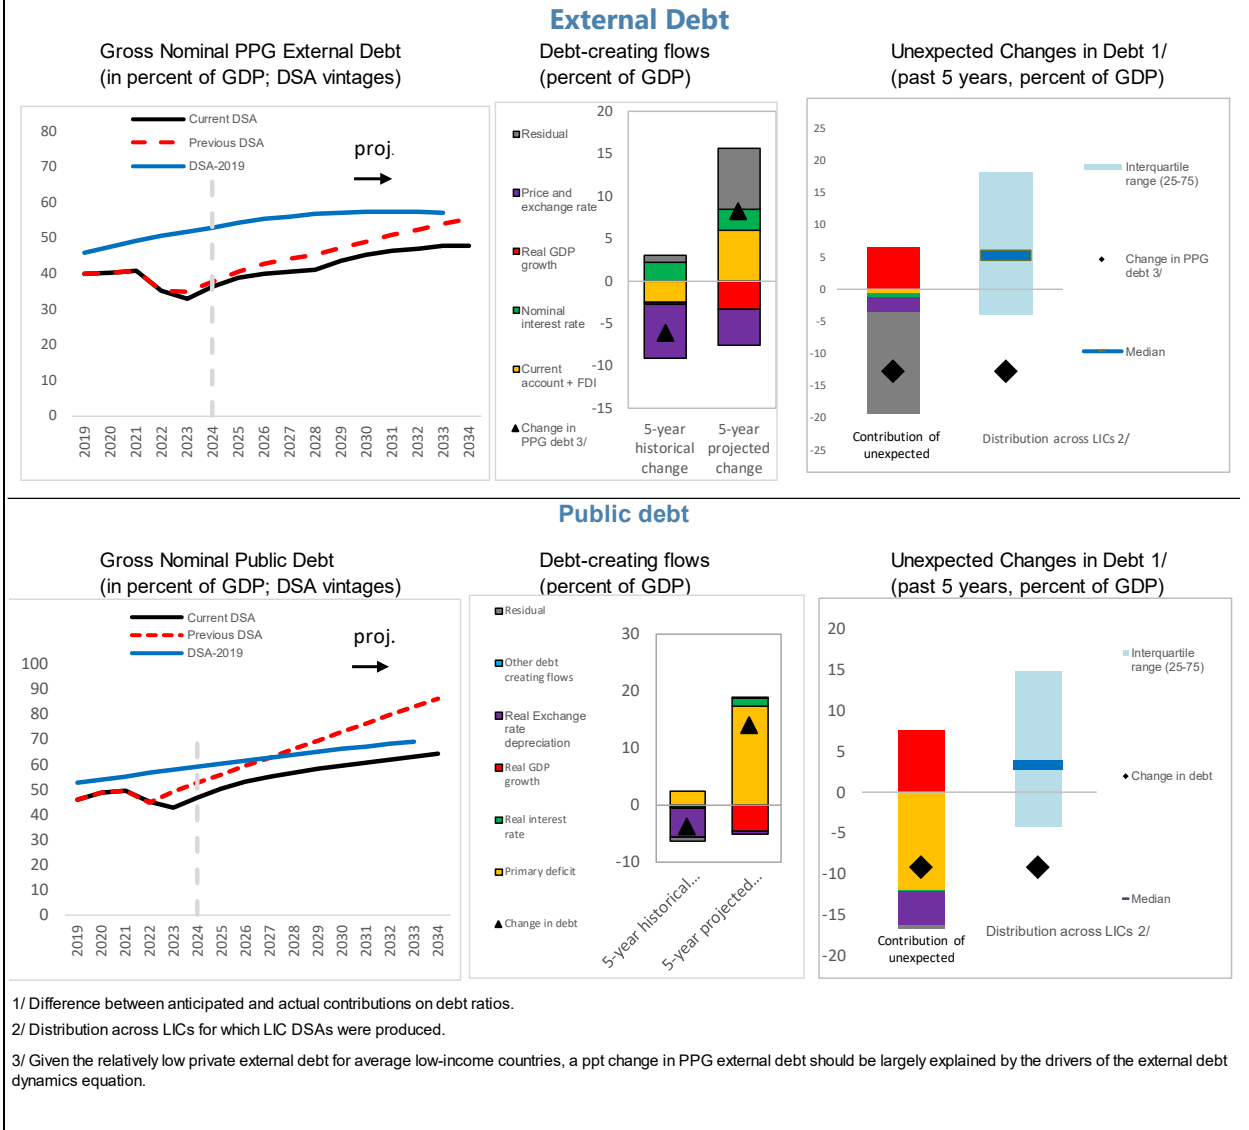 External Debt
Gross Nominal PPG External Debt
(in percent of GDP; DSA vintages)
Current DSA
Previous DSA
DSA-2019
proj.
80
70
60
50
40
30
20
10
0
2019
2020
2021
2022
2023
2024
2025
2026
2027
2028
2029
2030
2031
2032
2033
2034
Debt-creating flows
(percent of GDP)
Residual
Price and
exchange rate
Real GDP
growth
Nominal
interest rate
Current
account + FDI
Change in
PPG debt 3/
20
15
10
5
0
-5
-10
-15
5-year
historical
change
5-year
projected
change
Unexpected Changes in Debt 1/
(past 5 years, percent of GDP)
25
20
15
10
5
0
-5
-10
-15
-20
-25
Interquartile
range (25-75)
Change in PPG
debt 3/
Median
Contribution of
unexpected
Distribution across LICs 2/
Public debt
Gross Nominal Public Debt
(in percent of GDP; DSA vintages)
Current DSA
Previous DSA
DSA-2019
proj.
100
90
80
70
60
50
40
30
20
10
0
2019
2020
2021
2022
2023
2024
2025
2026
2027
2028
2029
2030
2031
2032
2033
2034
Debt-creating flows
(percent of GDP)
Residual
Other debt
creating flows
Real Exchange
rate
depreciation
Real GDP
growth
Real interest
rate
Primary deficit
Change in debt
30
20
10
0
-10
5-year historical...
5-year projected...
Unexpected Changes in Debt 1/
(past 5 years, percent of GDP)
20
15
10
5
0
-5
-10
-15
-20
Interquartile
range (25-75)
Change in debt
Median
Contribution of
unexpected
Distribution across LICs 2/
1/ Difference between anticipated and actual contributions on debt ratios.
2/ Distribution across LICs for which LIC DSAs were produced.
3/ Given the relatively low private external debt for average low-income countries, a ppt change in PPG external debt should be largely explained by the drivers of the external debt
dynamics equation.